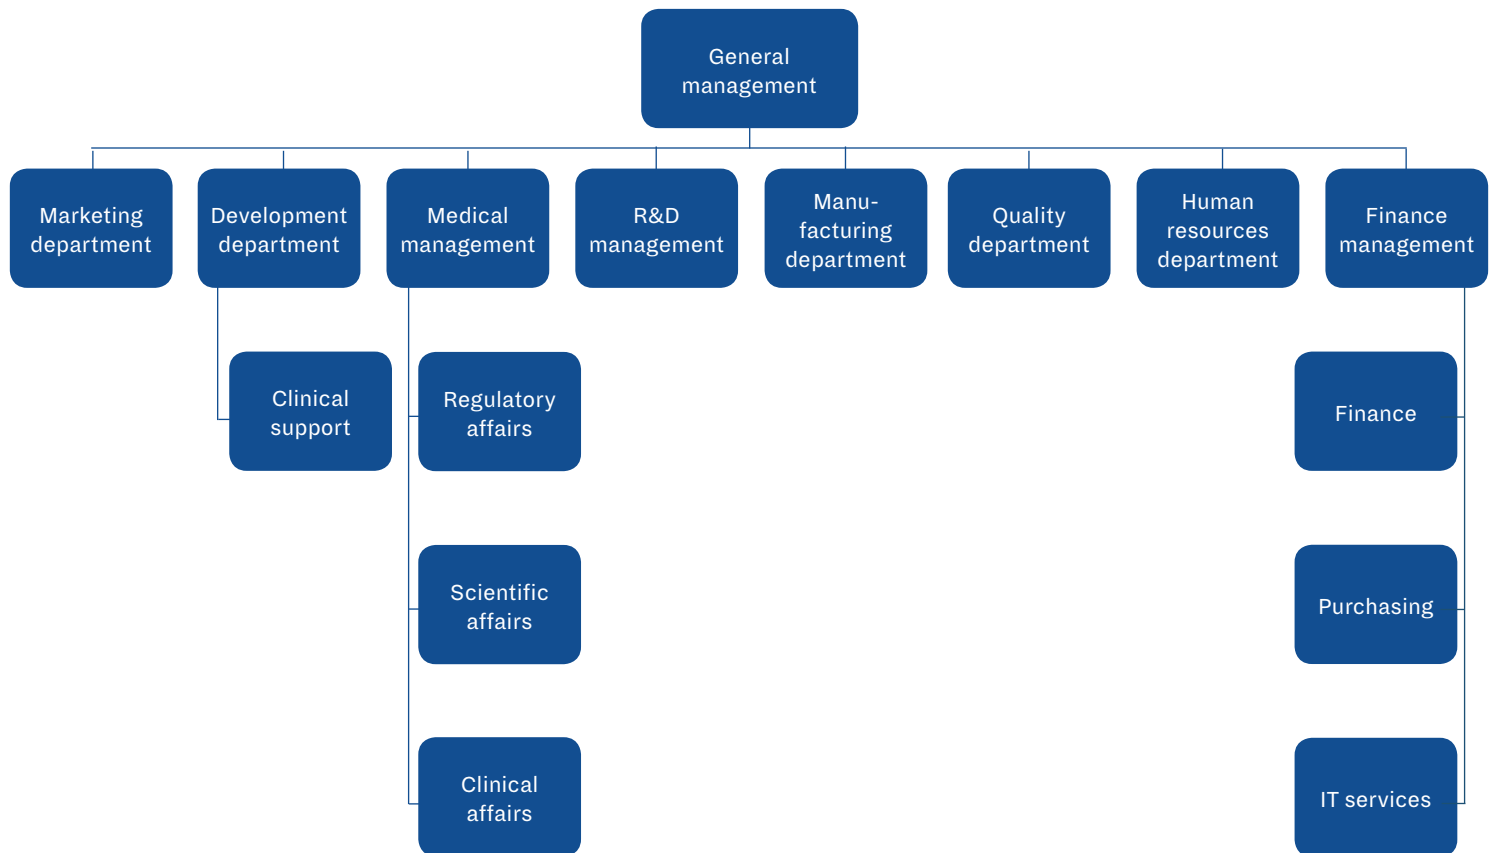 General
management
Marketing
department
Development
department
Medical
management
R&D
management
Manu-
facturing
department
Quality
department
Human
resources
department
Finance
management
Clinical
support
Regulatory
affairs
Finance
Scientific
affairs
Purchasing
Clinical
affairs
IT services